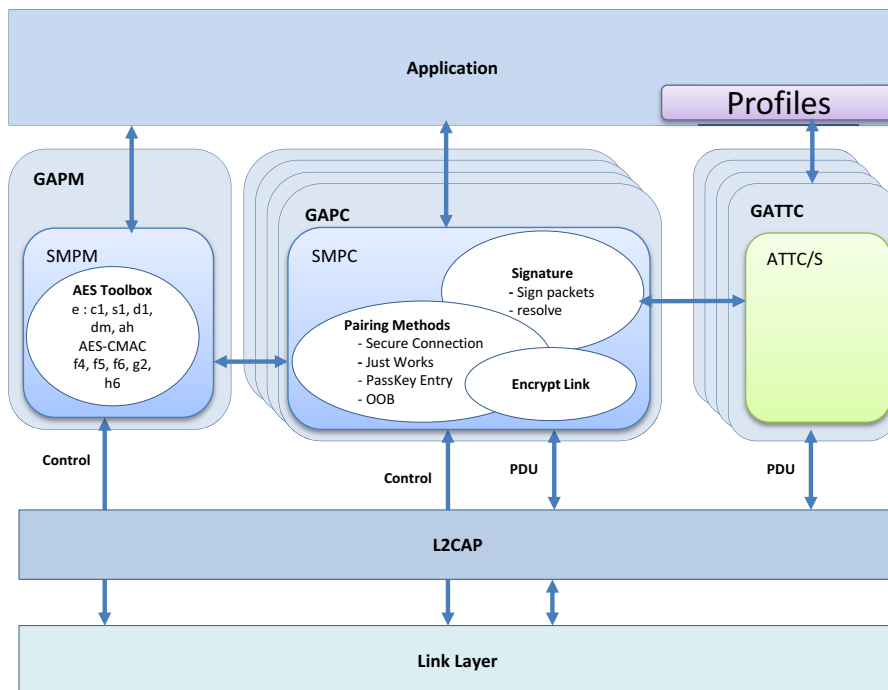 Application
Profiles
GAPM
SMPM
AES Toolbox
e : c1, s1, d1,
dm, ah
AES-CMAC
f4, f5, f6, g2,
h6
GAPC
SMPC
Signature
- Sign packets
- resolve
Pairing Methods
- Secure Connection
- Just Works
- PassKey Entry
- OOB
Encrypt Link
GATTC
ATTC/S
Control
Control
PDU
PDU
L2CAP
Link Layer